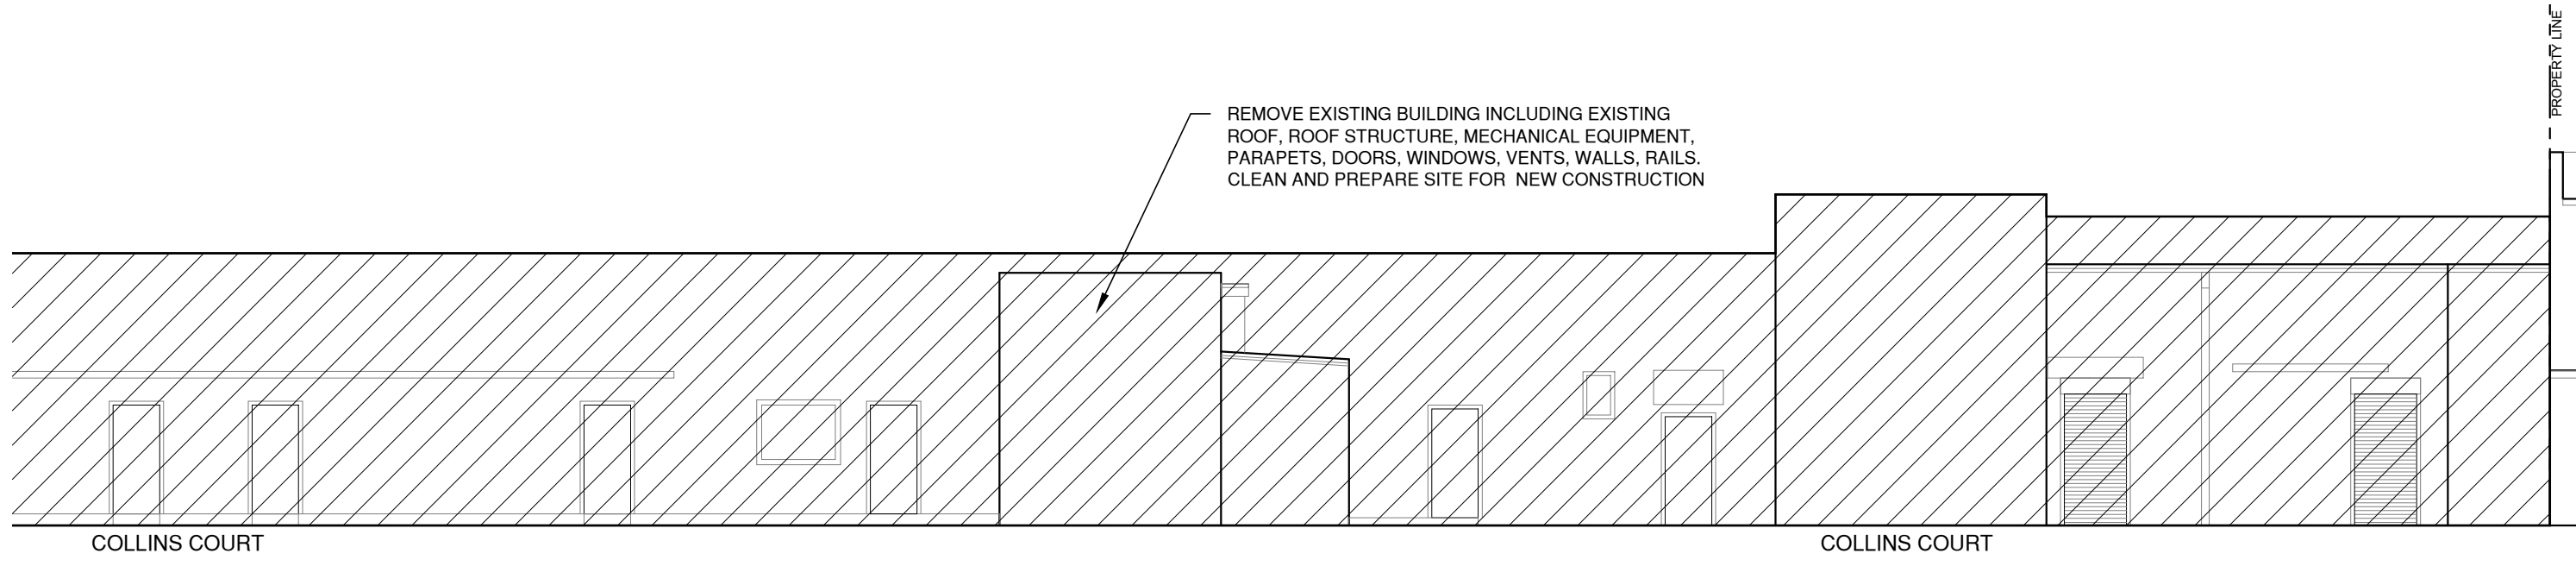 PROPERTY LINE
REMOVE EXISTING BUILDING INCLUDING EXISTING
ROOF, ROOF STRUCTURE, MECHANICAL EQUIPMENT,
PARAPETS, DOORS, WINDOWS, VENTS, WALLS, RAILS.
CLEAN AND PREPARE SITE FOR  NEW CONSTRUCTION
COLLINS COURT
COLLINS COURT